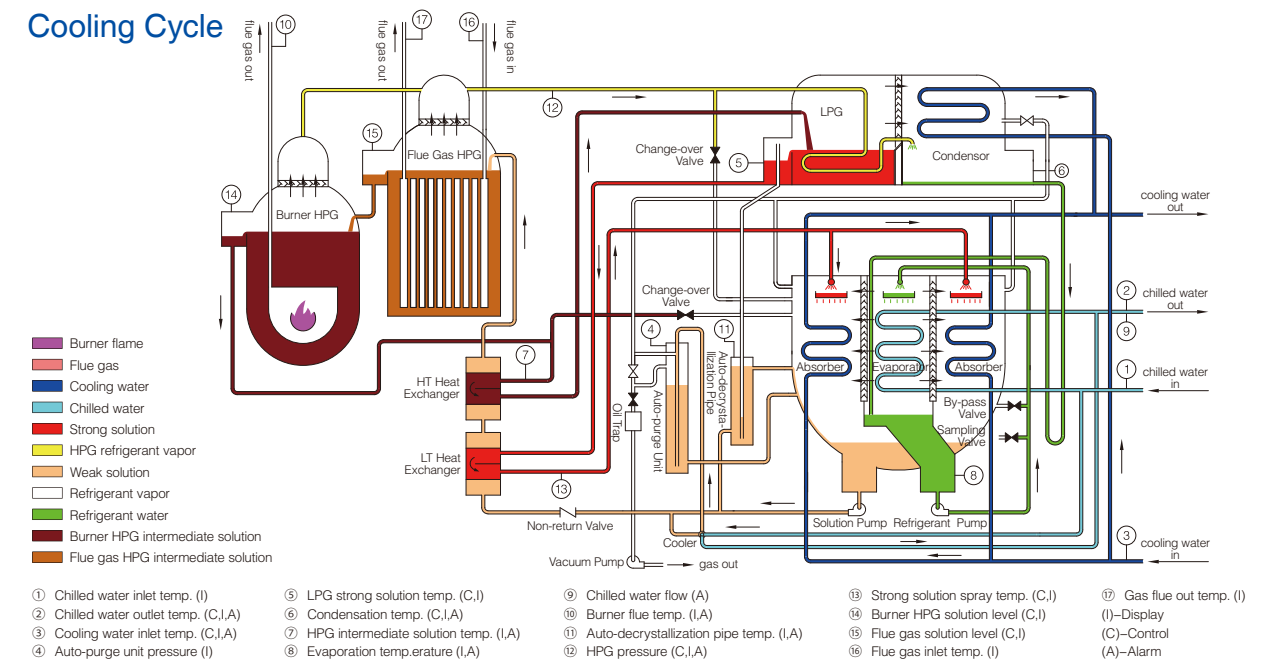 Cooling Cycle
⑩
flue gas out
⑰
flue gas out
⑯
flue gas in
⑫
⑮
Flue Gas HPG
⑭
Burner HPG
LPG
Condensor
Change-over
Valve
⑤
⑥
cooling water
out
Change-over
Valve
④
⑪
②
chilled water
out
⑨
①
chilled water
in
⑦
HT Heat
Exchanger
LT Heat
Exchanger
⑬
Oil Trap
Auto-purge Unit
Auto-decrysta-
llization Pipe
Absorber
Evaporator
Absorber
By-pass
Valve
Sampling
Valve
⑧
Non-return Valve
Solution Pump
Refrigerant Pump
Cooler
Vacuum Pump
gas out
③
cooling water
in
Burner flame
Flue gas
Cooling water
Chilled water
Strong solution
HPG refrigerant vapor
Weak solution
Refrigerant vapor
Refrigerant water
Burner HPG intermediate solution
Flue gas HPG intermediate solution
① Chilled water inlet temp. (I)
② Chilled water outlet temp. (C,I,A)
③ Cooling water inlet temp. (C,I,A)
④ Auto-purge unit pressure (I)
⑤ LPG strong solution temp. (C,I)
⑥ Condensation temp. (C,I,A)
⑦ HPG intermediate solution temp. (I,A)
⑧ Evaporation temp.erature (I,A)
⑨ Chilled water flow (A)
⑩ Burner flue temp. (I,A)
⑪ Auto-decrystallization pipe temp. (I,A)
⑫ HPG pressure (C,I,A)
⑬ Strong solution spray temp. (C,I)
⑭ Burner HPG solution level (C,I)
⑮ Flue gas solution level (C,I)
⑯ Flue gas inlet temp. (I)
⑰ Gas flue out temp. (I)
(I)–Display
(C)–Control
(A)–Alarm